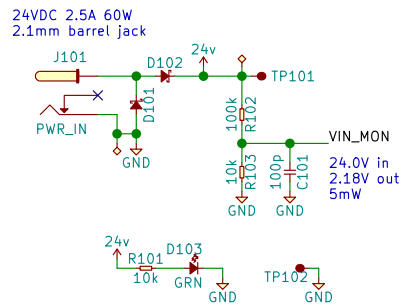 24VDC 2.5A 60W
2.1mm barrel jack
J101
D102
24v
TP101
D101
100k
R102
PWR_IN
VIN_MON
10k
R103
100p
C101
24.0V in
2.18V out
5mW
GND
GND
GND
24v
R101
10k
D103
GRN
GND
TP102
GND